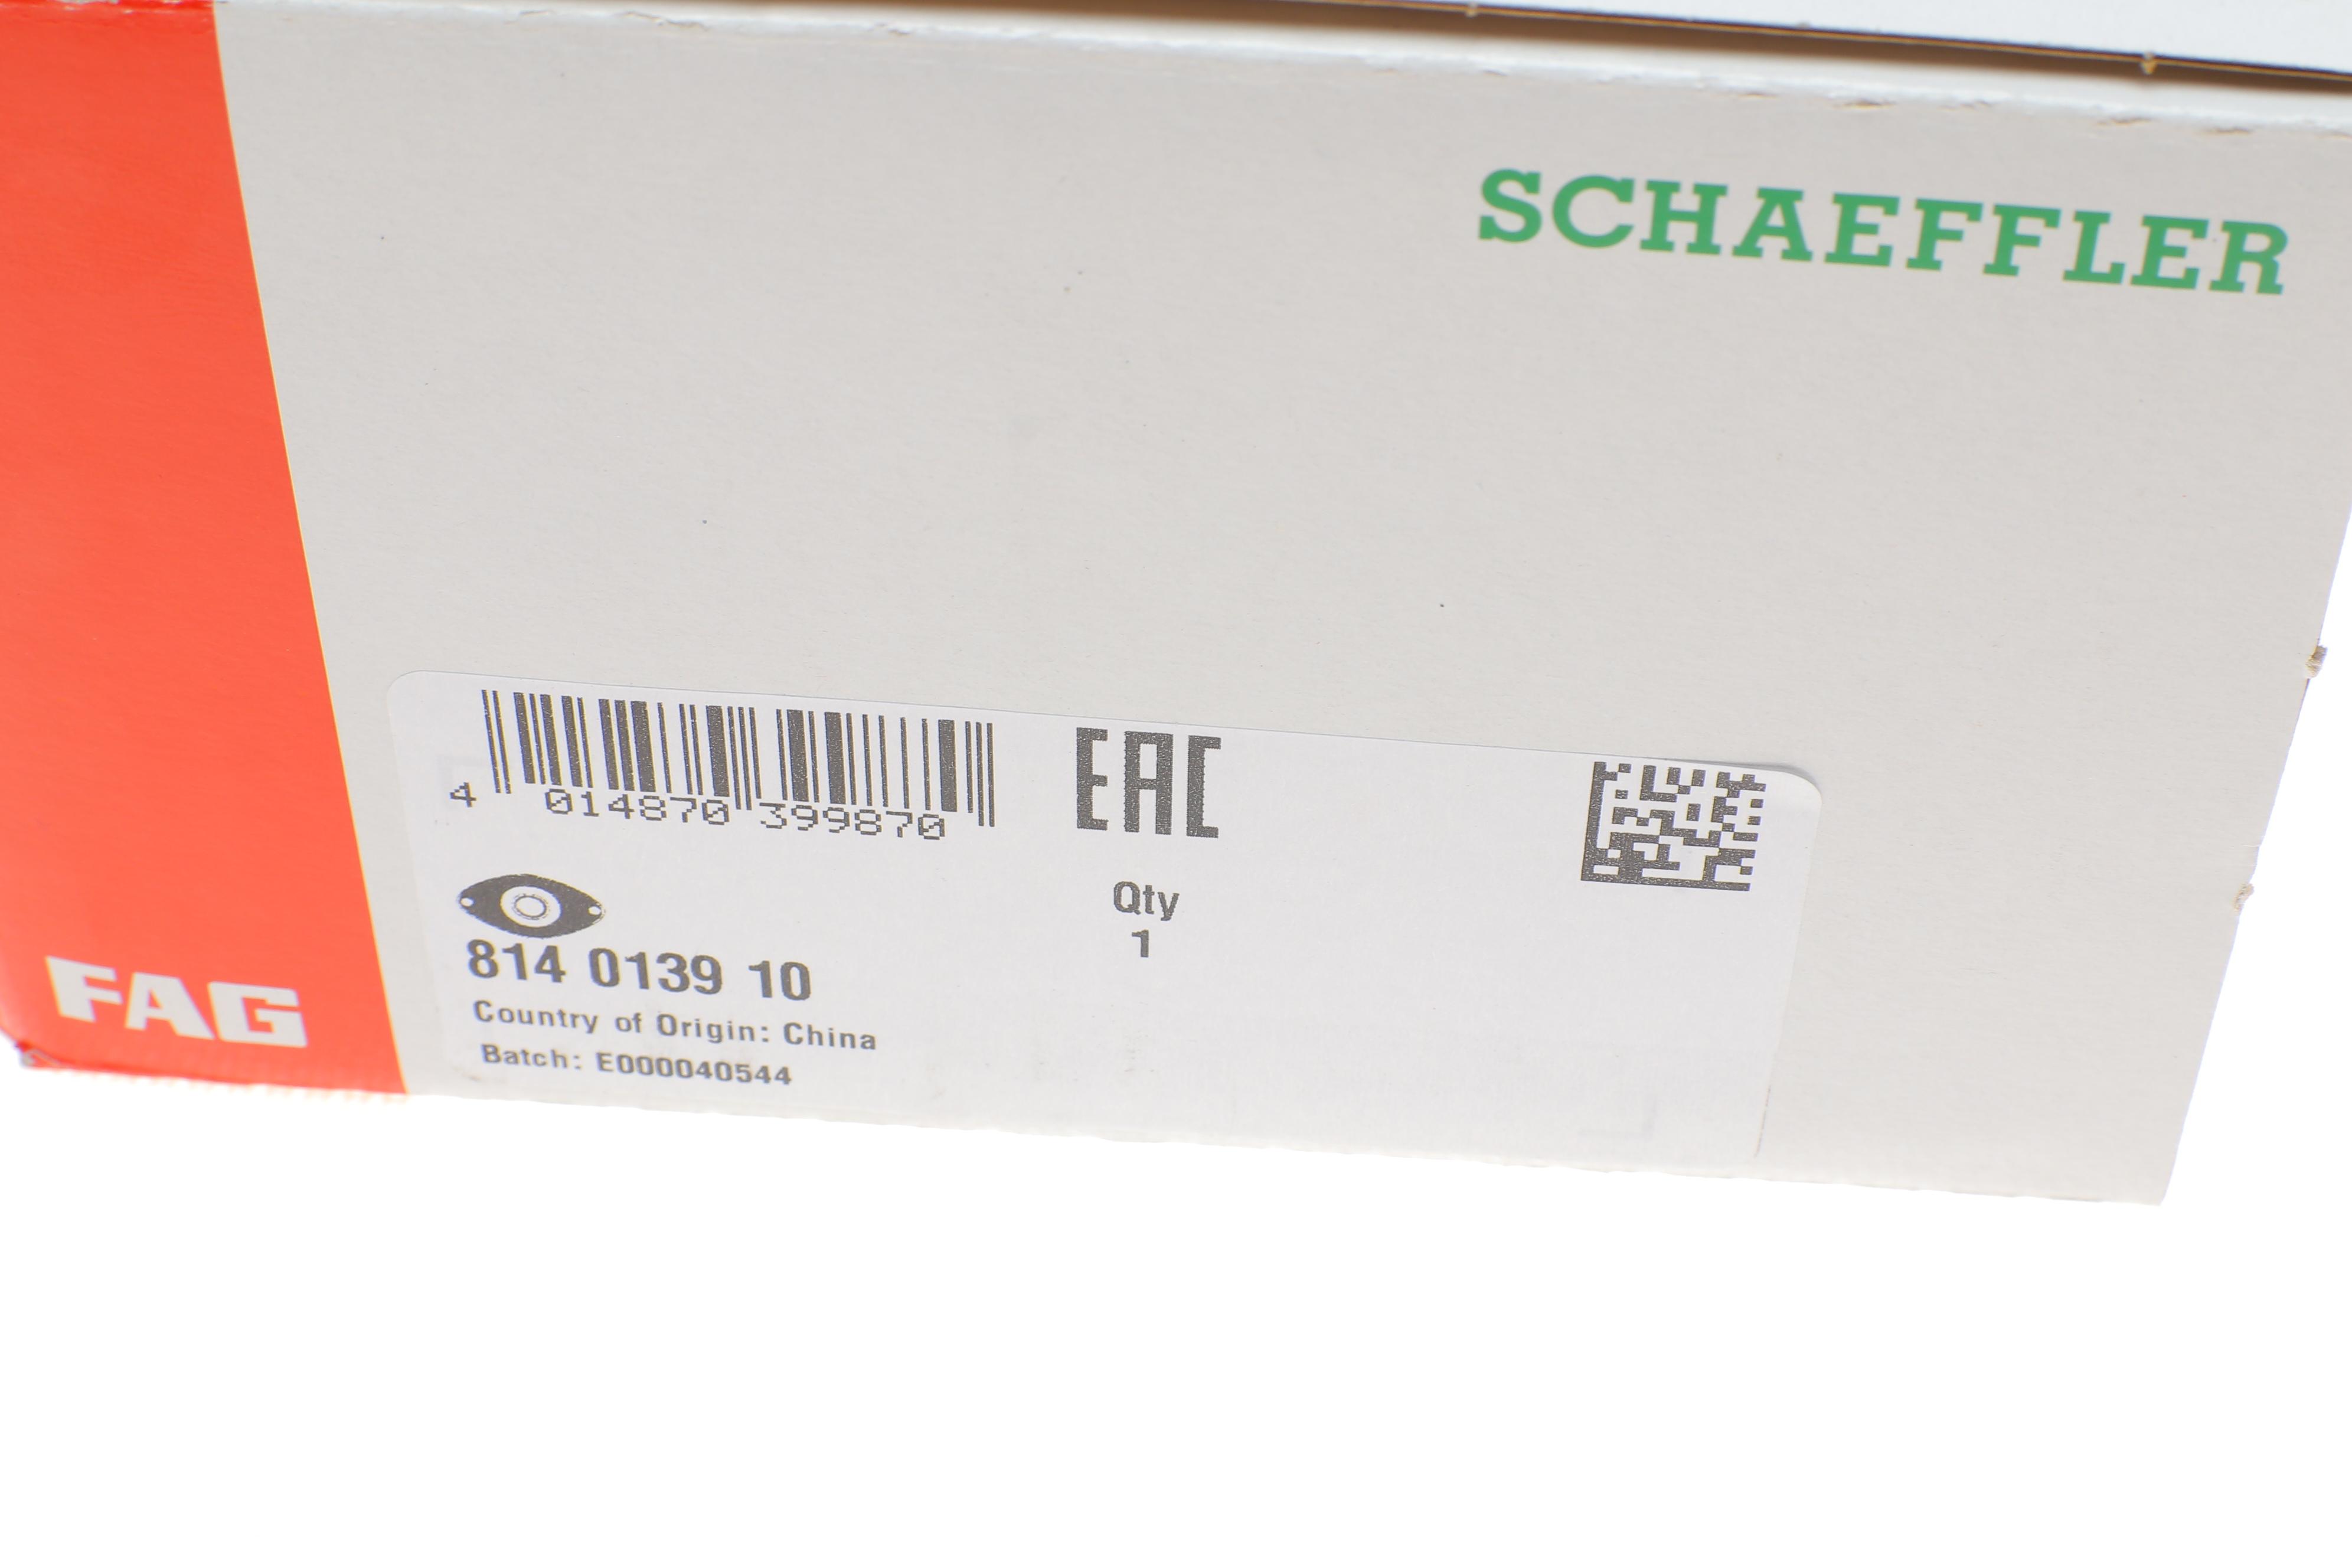 SCHAEFFLER
4 014870 399870
EAC
Qty
1
814 0139 10
Country of Origin: China
Batch: E000040544
FAG